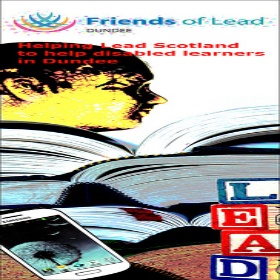 Friends of Lead
DUNDEE
Helping Lead Scotland
to help disabled learners
in Dundee
L
E
A
D